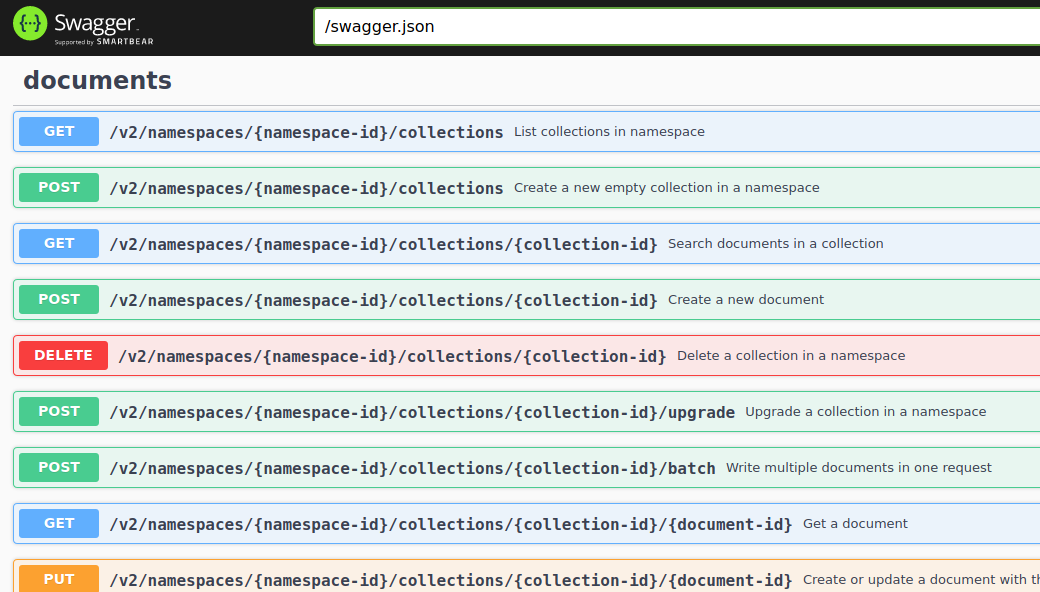 {···} Swagger.
Supported by SMARTBEAR
/swagger.json
documents
GET /v2/namespaces/{namespace-id}/collections List collections in namespace
POST /v2/namespaces/{namespace-id}/collections Create a new empty collection in a namespace
GET /v2/namespaces/{namespace-id}/collections/{collection-id} Search documents in a collection
POST /v2/namespaces/{namespace-id}/collections/{collection-id} Create a new document
DELETE /v2/namespaces/{namespace-id}/collections/{collection-id} Delete a collection in a namespace
POST /v2/namespaces/{namespace-id}/collections/{collection-id}/upgrade Upgrade a collection in a namespace
POST /v2/namespaces/{namespace-id}/collections/{collection-id}/batch Write multiple documents in one request
GET /v2/namespaces/{namespace-id}/collections/{collection-id}/{document-id} Get a document
PUT /v2/namespaces/{namespace-id}/collections/{collection-id}/{document-id} Create or update a document with